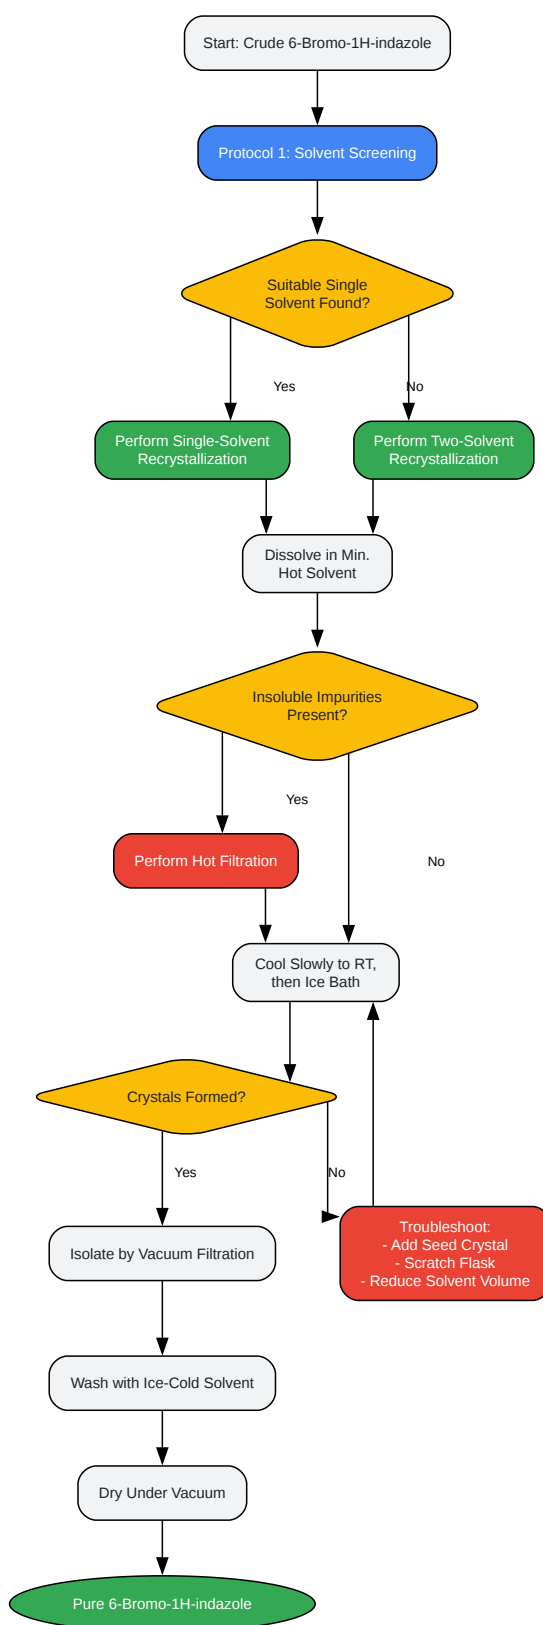 Start: Crude 6-Bromo-1H-indazole
Protocol 1: Solvent Screening
Suitable Single
Solvent Found?
Yes
No
Perform Single-Solvent
Recrystallization
Perform Two-Solvent
Recrystallization
Dissolve in Min.
Hot Solvent
Insoluble Impurities
Present?
Yes
Perform Hot Filtration
No
Cool Slowly to RT,
then Ice Bath
Crystals Formed?
Yes
No
Isolate by Vacuum Filtration
Troubleshoot:
- Add Seed Crystal
- Scratch Flask
- Reduce Solvent Volume
Wash with Ice-Cold Solvent
Dry Under Vacuum
Pure 6-Bromo-1H-indazole